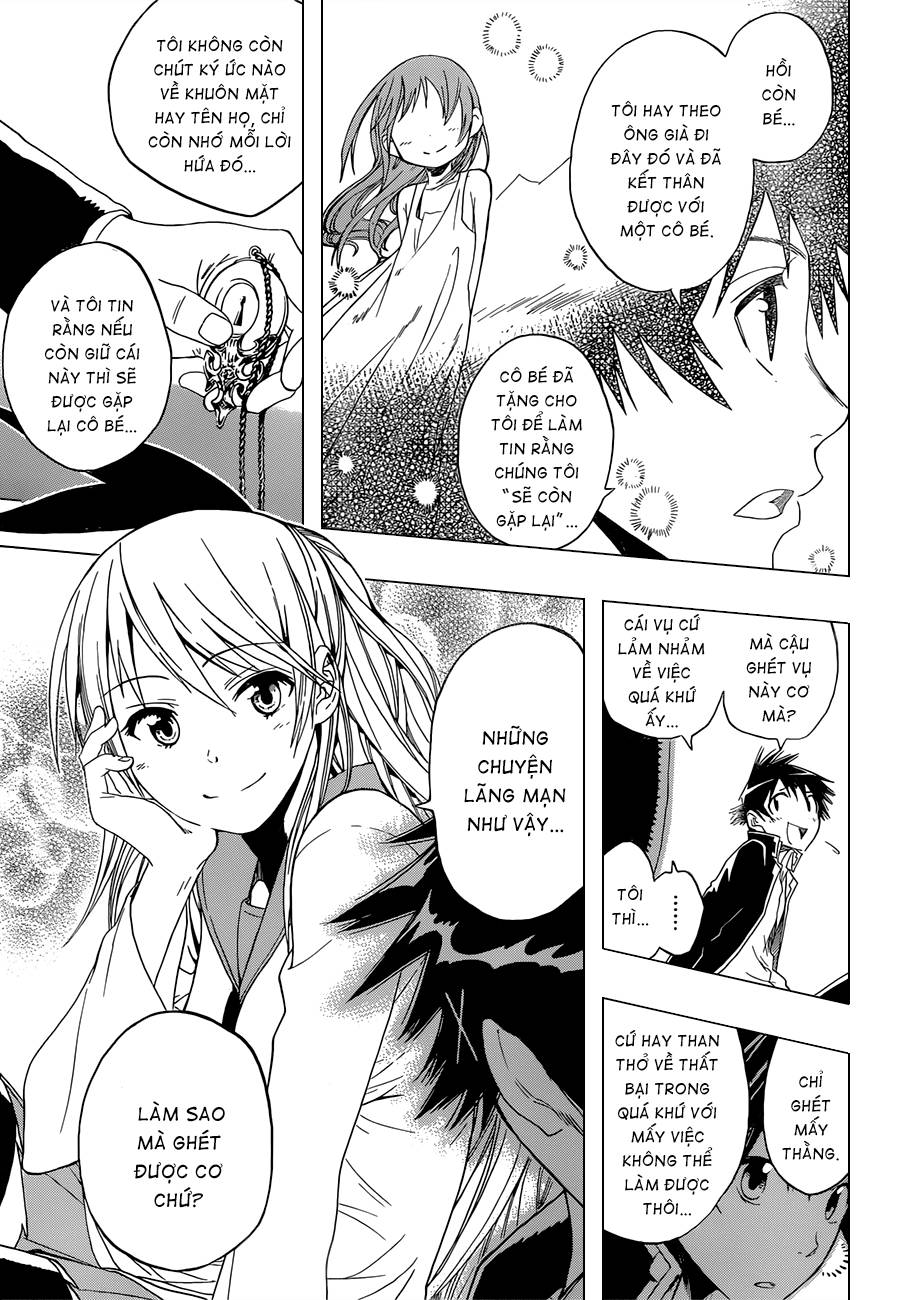 HỒI
CÒN
BÉ...
TÔI HAY THEO
ÔNG GIÀ ĐI
ĐÂY ĐÓ VÀ ĐÃ
KẾT THÂN
ĐƯỢC VỚI
MỘT CÔ BÉ.
CÔ BÉ ĐÃ
TẶNG CHO
TÔI ĐỂ LÀM
TIN RẰNG
CHÚNG TÔI
“SẼ CÒN
GẶP LẠI”...
TÔI KHÔNG CÒN
CHÚT KÝ ỨC NÀO
VỀ KHUÔN MẶT
HAY TÊN HỌ, CHỈ
CÒN NHỚ MỖI LỜI
HỨA ĐÓ...
VÀ TÔI TIN
RẰNG NẾU
CÒN GIỮ CÁI
NÀY THÌ SẼ
ĐƯỢC GẶP
LẠI CÔ BÉ...
MÀ CẬU
GHÉT VỤ
NÀY CƠ
MÀ?
CÁI VỤ CỨ
LẢM NHẢM
VỀ VIỆC
QUÁ KHỨ
ẤY...
......
TÔI
THÌ...
CHỈ
GHÉT
MẤY
THẰNG.
CỨ HAY THAN
THỞ VỀ THẤT
BẠI TRONG
QUÁ KHỨ VỚI
MẤY VIỆC
KHÔNG THỂ
LÀM ĐƯỢC
THÔI...
NHỮNG
CHUYỆN
LÃNG MẠN
NHƯ VẬY...
LÀM SAO
MÀ GHÉT
ĐƯỢC CƠ
CHỨ?